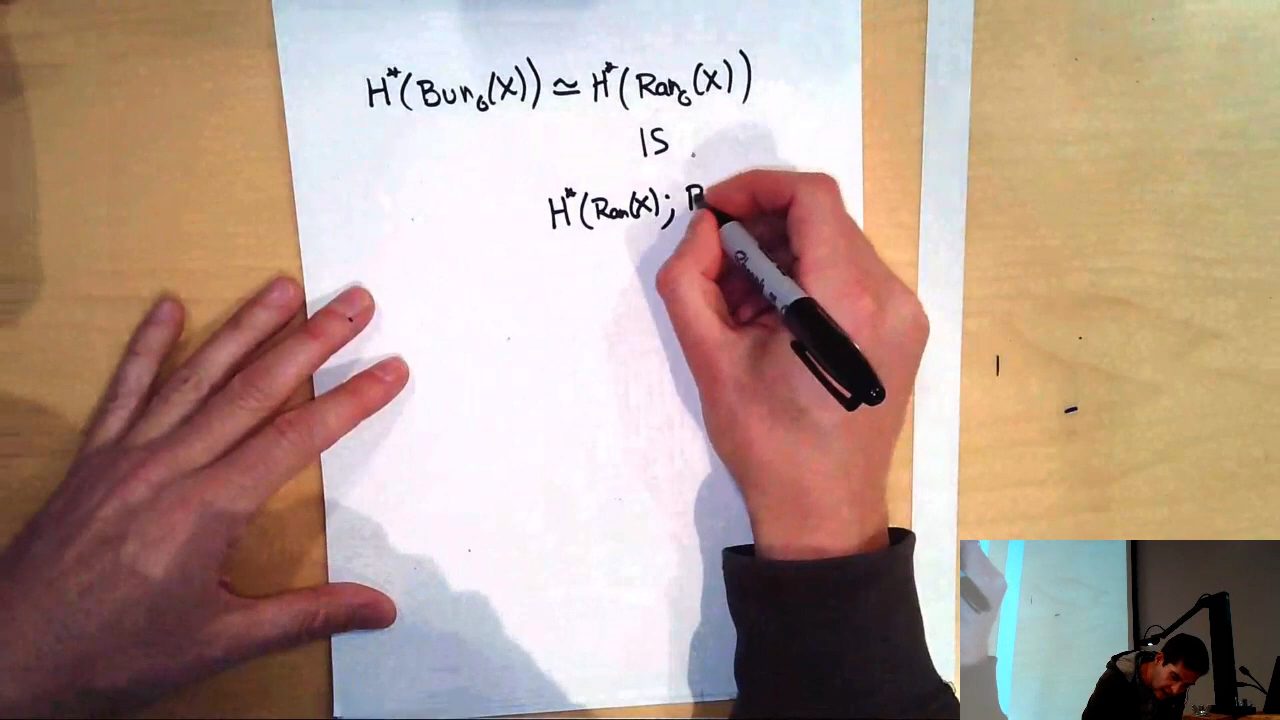 H*(Bun_G(X)) ≃ H*(Ran_G(X))
IS
H*(Ran(X);